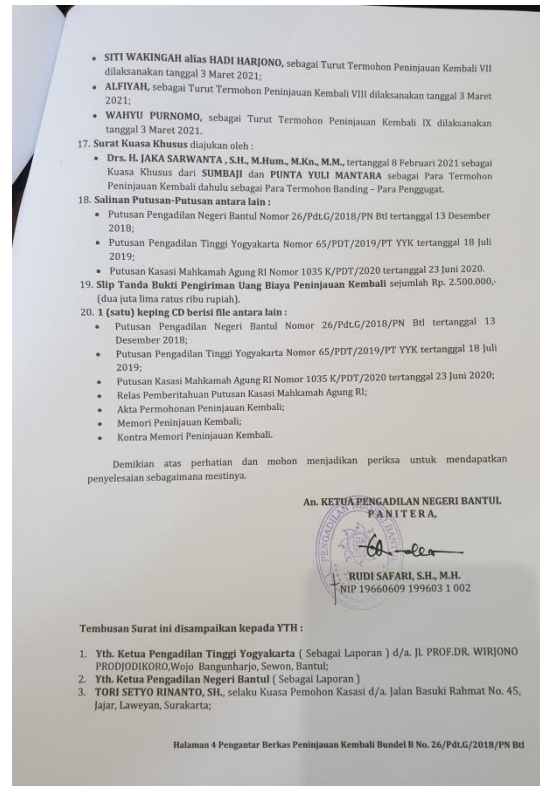 • SITI WAKINGAH alias HADI HARJONO, sebagai Turut Termohon Peninjauan Kembali VII
dilaksanakan tanggal 3 Maret 2021;
• ALFIYAH, sebagai Turut Termohon Peninjauan Kembali VIII dilaksanakan tanggal 3 Maret
2021;
• WAHYU PURNOMO, sebagai Turut Termohon Peninjauan Kembali IX dilaksanakan
tanggal 3 Maret 2021.
17. Surat Kuasa Khusus diajukan oleh :
• Drs. H. JAKA SARWANTA , S.H., M.Hum., M.Kn., M.M., tertanggal 8 Februari 2021 sebagai
Kuasa Khusus dari SUMBAJI dan PUNTA YULI MANTARA sebagai Para Termohon
Peninjauan Kembali dahulu sebagai Para Termohon Banding – Para Penggugat.
18. Salinan Putusan-Putusan antara lain :
• Putusan Pengadilan Negeri Bantul Nomor 26/Pdt.G/2018/PN Btl tertanggal 13 Desember
2018;
• Putusan Pengadilan Tinggi Yogyakarta Nomor 65/PDT/2019/PT YYK tertanggal 18 Juli
2019;
• Putusan Kasasi Mahkamah Agung RI Nomor 1035 K/PDT/2020 tertanggal 23 Juni 2020.
19. Slip Tanda Bukti Pengiriman Uang Biaya Peninjauan Kembali sejumlah Rp. 2.500.000,-
(dua juta lima ratus ribu rupiah).
20. 1 (satu) keping CD berisi file antara lain :
• Putusan Pengadilan Negeri Bantul Nomor 26/Pdt.G/2018/PN Btl tertanggal 13
Desember 2018;
• Putusan Pengadilan Tinggi Yogyakarta Nomor 65/PDT/2019/PT YYK tertanggal 18 Juli
2019;
• Putusan Kasasi Mahkamah Agung RI Nomor 1035 K/PDT/2020 tertanggal 23 Juni 2020;
• Relas Pemberitahuan Putusan Kasasi Mahkamah Agung RI;
• Akta Permohonan Peninjauan Kembali;
• Memori Peninjauan Kembali;
• Kontra Memori Peninjauan Kembali.
Demikian atas perhatian dan mohon menjadikan periksa untuk mendapatkan
penyelesaian sebagaimana mestinya.
An. KETUA PENGADILAN NEGERI BANTUL
P A N I T E R A,
PENGADILAN NEGERI BANTUL
RUDI SAFARI, S.H., M.H.
NIP 19660609 199603 1 002
Tembusan Surat ini disampaikan kepada YTH :
1. Yth. Ketua Pengadilan Tinggi Yogyakarta ( Sebagai Laporan ) d/a. Jl. PROF.DR. WIRJONO
PRODJODIKORO,Wojo Bangunharjo, Sewon, Bantul;
2. Yth. Ketua Pengadilan Negeri Bantul ( Sebagai Laporan )
3. TORI SETYO RINANTO, SH., selaku Kuasa Pemohon Kasasi d/a. Jalan Basuki Rahmat No. 45,
Jajar, Laweyan, Surakarta;
Halaman 4 Pengantar Berkas Peninjauan Kembali Bundel B No. 26/Pdt.G/2018/PN Btl